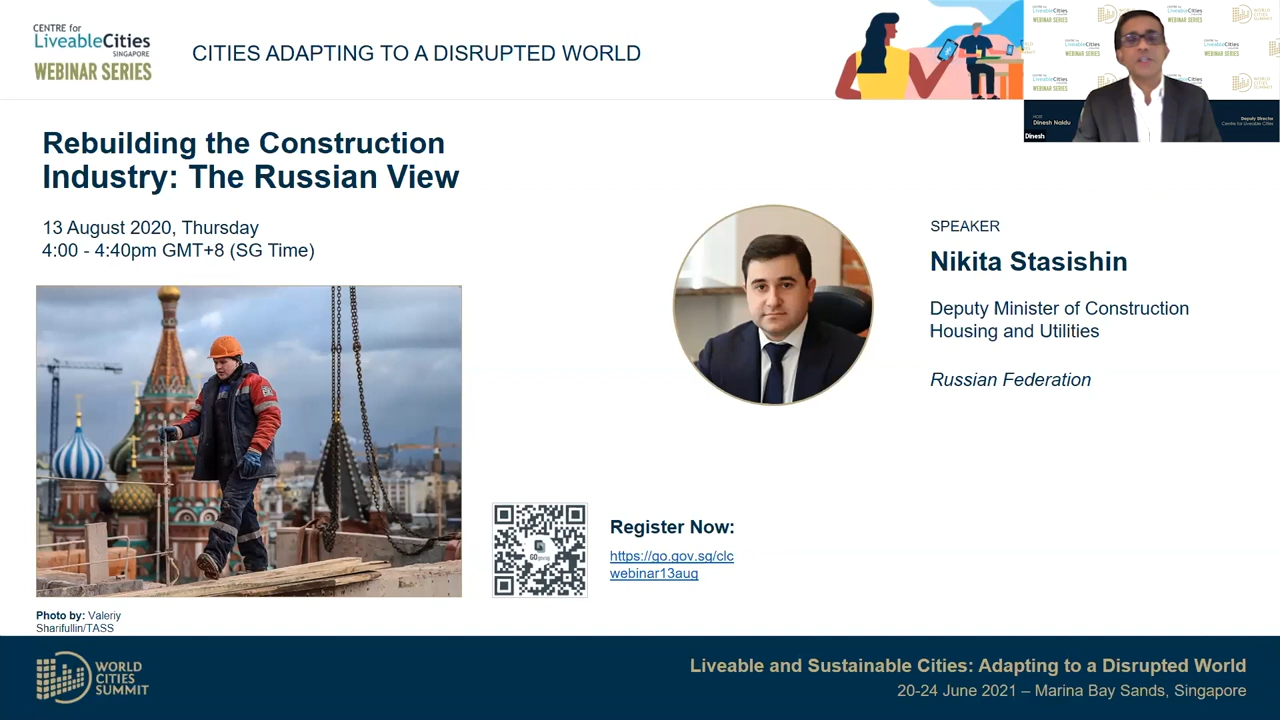 CENTRE for
LiveableCities
SINGAPORE
WEBINAR SERIES
CITIES ADAPTING TO A DISRUPTED WORLD
HOST
Dinesh Naidu
Deputy Director
Centre for Liveable Cities
Dinesh
Rebuilding the Construction
Industry: The Russian View
13 August 2020, Thursday
4:00 - 4:40pm GMT+8 (SG Time)
SPEAKER
Nikita Stasishin
Deputy Minister of Construction
Housing and Utilities
Russian Federation
Register Now:
https://go.gov.sg/clc
webinar13aug
Photo by: Valeriy
Sharifullin/TASS
WORLD
CITIES
SUMMIT
Liveable and Sustainable Cities: Adapting to a Disrupted World
20-24 June 2021 – Marina Bay Sands, Singapore